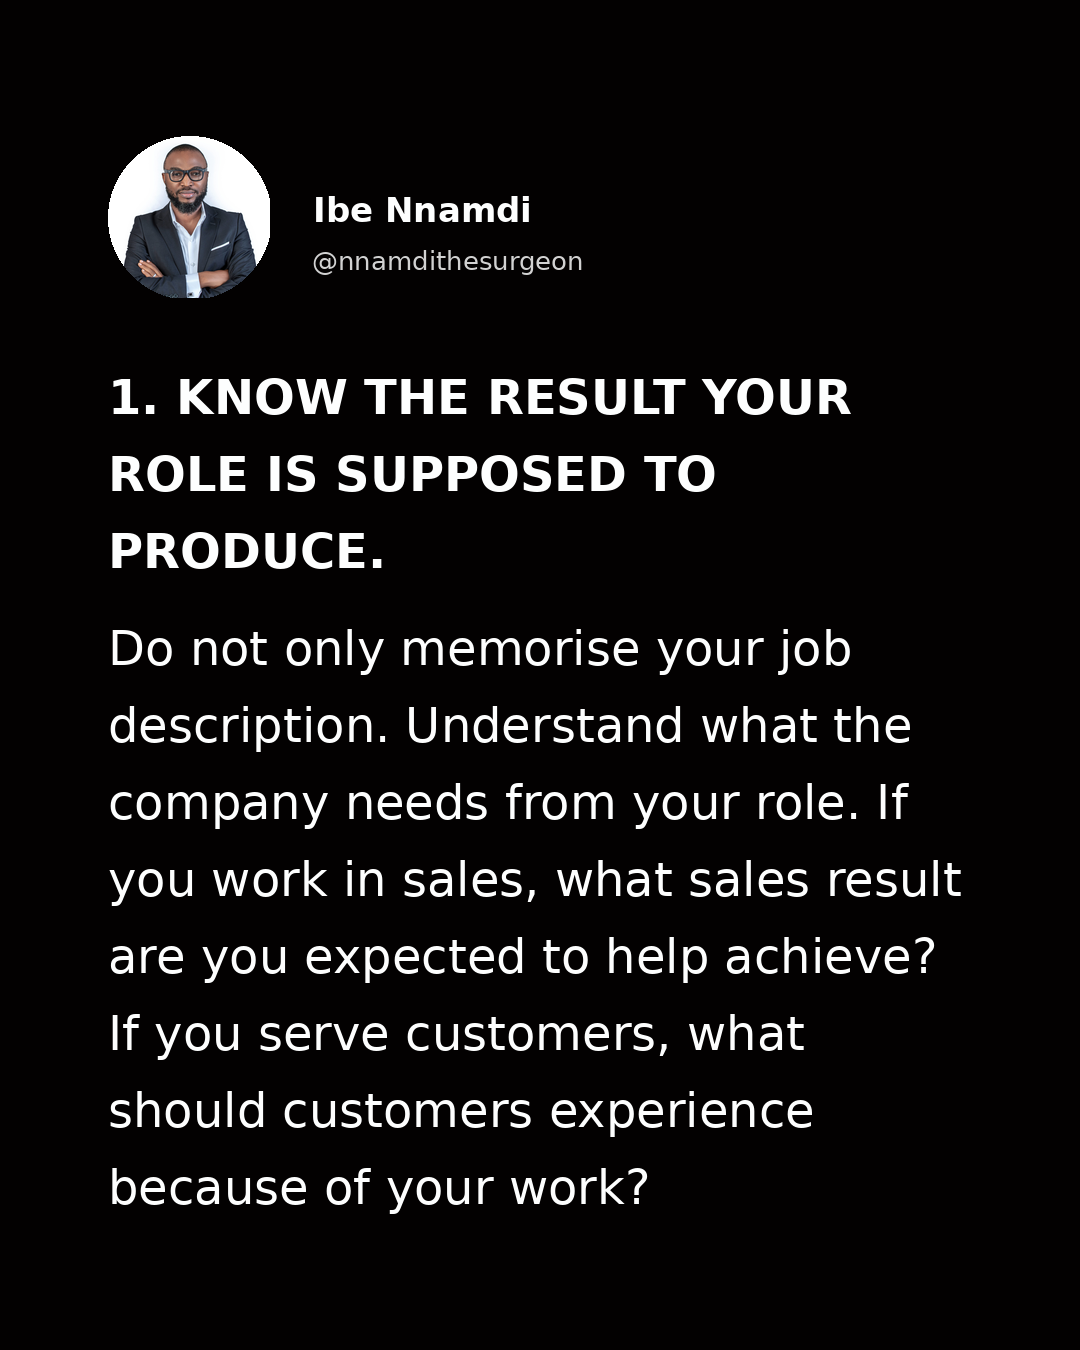 Ibe Nnamdi
@nnamdithesurgeon
1. KNOW THE RESULT YOUR
ROLE IS SUPPOSED TO
PRODUCE.
Do not only memorise your job
description. Understand what the
company needs from your role. If
you work in sales, what sales result
are you expected to help achieve?
If you serve customers, what
should customers experience
because of your work?